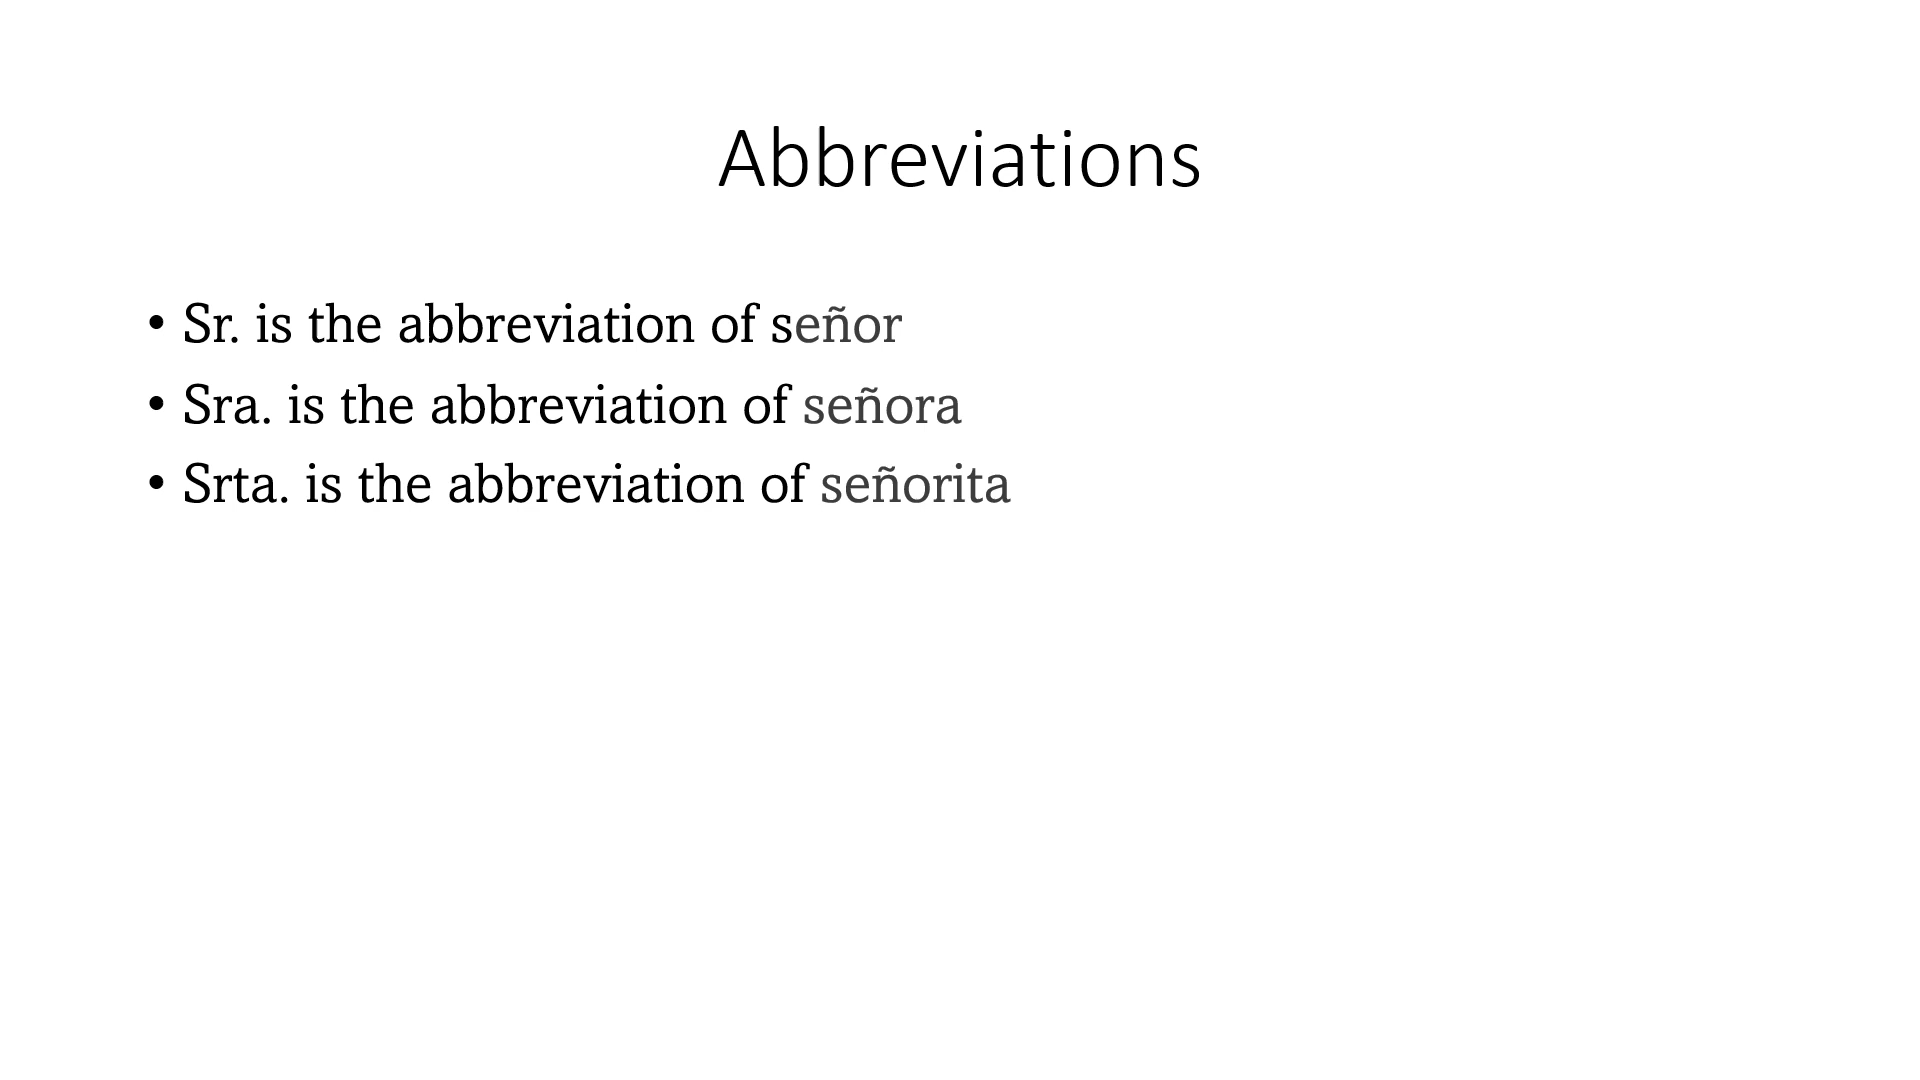 Abbreviations
• Sr. is the abbreviation of señor
• Sra. is the abbreviation of señora
• Srta. is the abbreviation of señorita